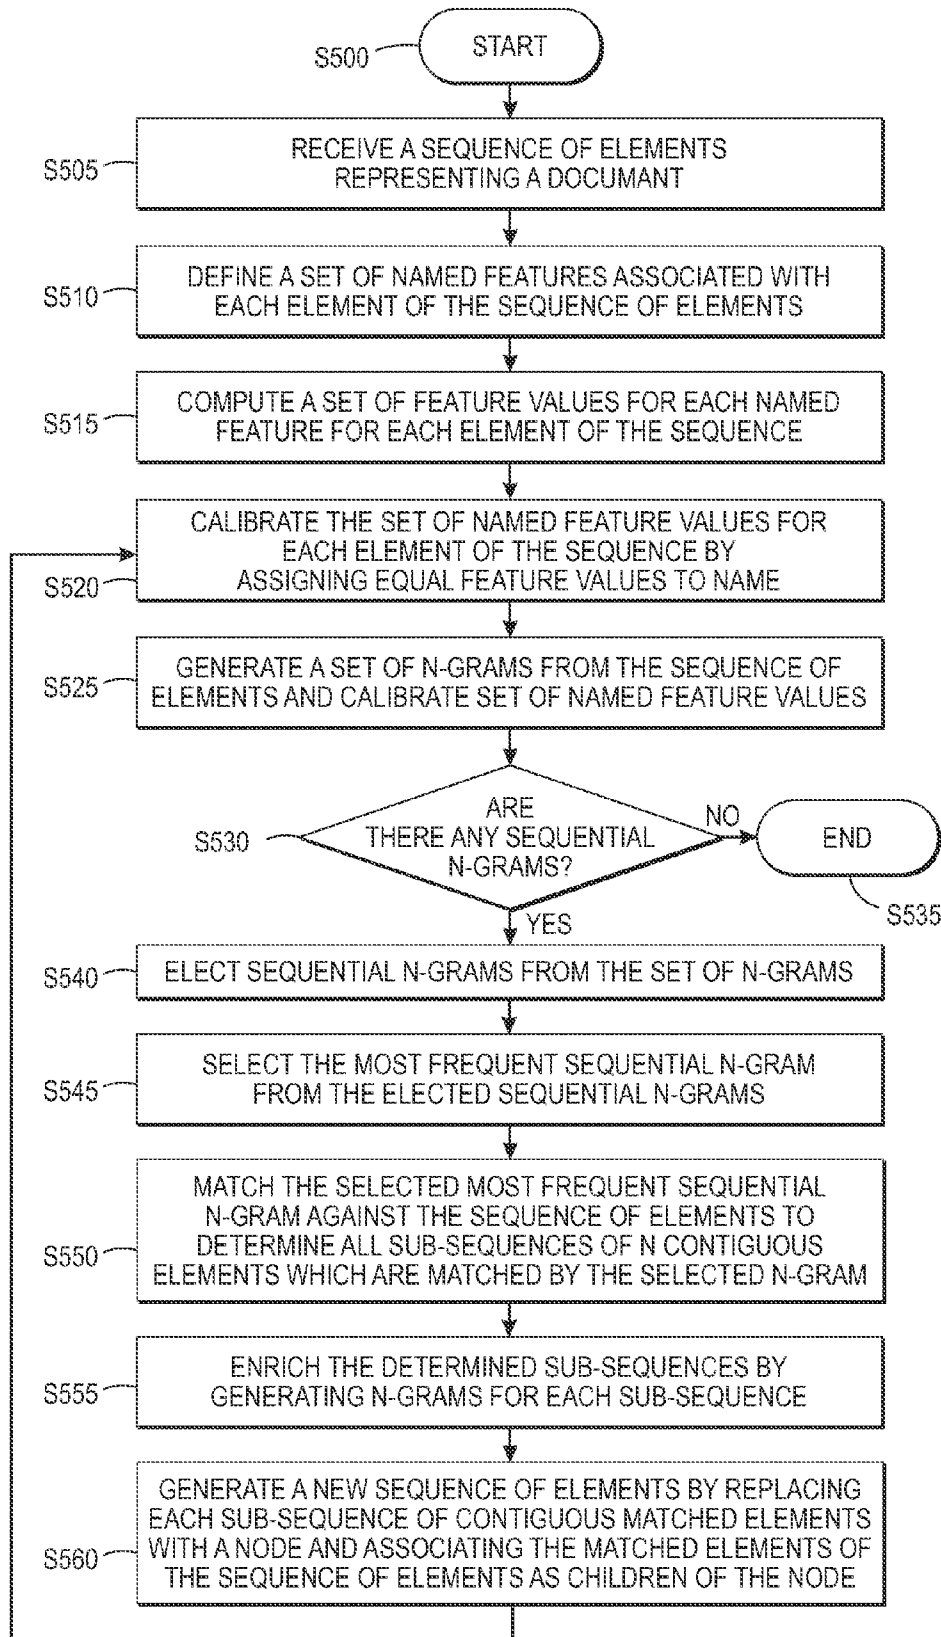 START
S500
RECEIVE A SEQUENCE OF ELEMENTS
REPRESENTING A DOCUMANT
S505
DEFINE A SET OF NAMED FEATURES ASSOCIATED WITH
EACH ELEMENT OF THE SEQUENCE OF ELEMENTS
S510
COMPUTE A SET OF FEATURE VALUES FOR EACH NAMED
FEATURE FOR EACH ELEMENT OF THE SEQUENCE
S515
CALIBRATE THE SET OF NAMED FEATURE VALUES FOR
EACH ELEMENT OF THE SEQUENCE BY
ASSIGNING EQUAL FEATURE VALUES TO NAME
S520
GENERATE A SET OF N-GRAMS FROM THE SEQUENCE OF
ELEMENTS AND CALIBRATE SET OF NAMED FEATURE VALUES
S525
ARE
THERE ANY SEQUENTIAL
N-GRAMS?
S530
NO
END
S535
YES
ELECT SEQUENTIAL N-GRAMS FROM THE SET OF N-GRAMS
S540
SELECT THE MOST FREQUENT SEQUENTIAL N-GRAM
FROM THE ELECTED SEQUENTIAL N-GRAMS
S545
MATCH THE SELECTED MOST FREQUENT SEQUENTIAL
N-GRAM AGAINST THE SEQUENCE OF ELEMENTS TO
DETERMINE ALL SUB-SEQUENCES OF N CONTIGUOUS
ELEMENTS WHICH ARE MATCHED BY THE SELECTED N-GRAM
S550
ENRICH THE DETERMINED SUB-SEQUENCES BY
GENERATING N-GRAMS FOR EACH SUB-SEQUENCE
S555
GENERATE A NEW SEQUENCE OF ELEMENTS BY REPLACING
EACH SUB-SEQUENCE OF CONTIGUOUS MATCHED ELEMENTS
WITH A NODE AND ASSOCIATING THE MATCHED ELEMENTS OF
THE SEQUENCE OF ELEMENTS AS CHILDREN OF THE NODE
S560